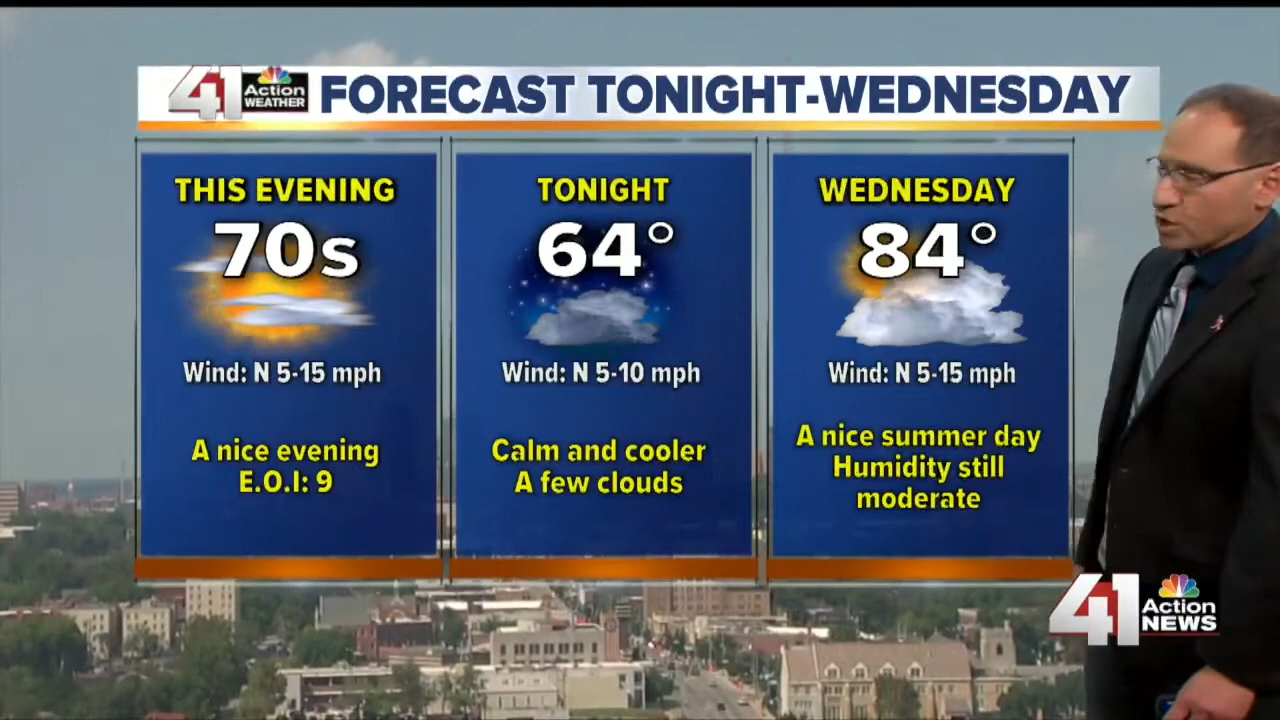 41 Action WEATHER FORECAST TONIGHT-WEDNESDAY
THIS EVENING
70s
Wind: N 5-15 mph
A nice evening
E.O.I: 9
TONIGHT
64°
Wind: N 5-10 mph
Calm and cooler
A few clouds
WEDNESDAY
84°
Wind: N 5-15 mph
A nice summer day
Humidity still
moderate
41 Action
NEWS